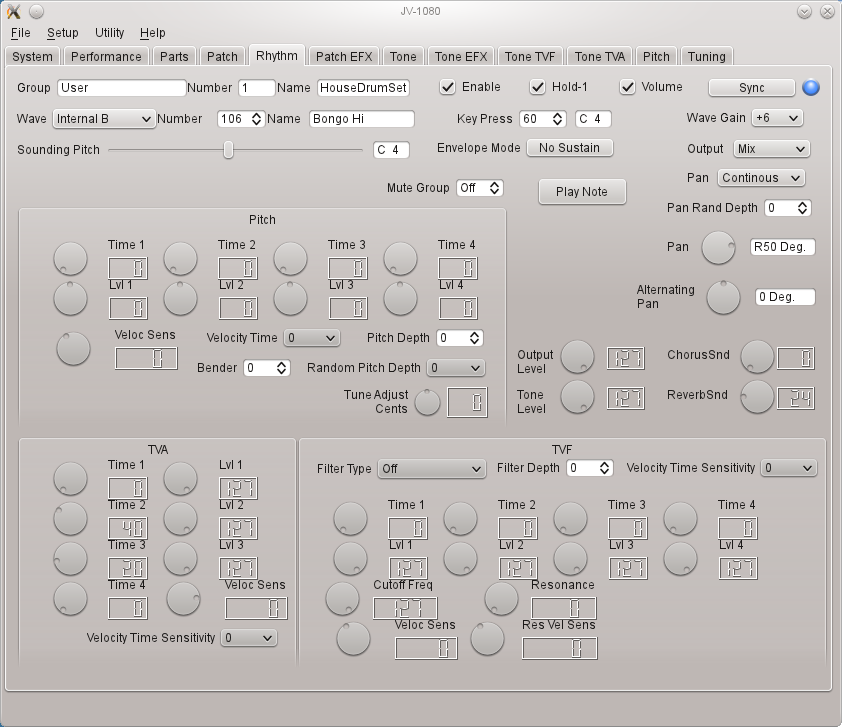 JV-1080
File Setup Utility Help
System Performance Parts Patch Rhythm Patch EFX Tone Tone EFX Tone TVF Tone TVA Pitch Tuning
Group User Number 1 Name HouseDrumSet Enable Hold-1 Volume Sync
Wave Internal B Number 106 Name Bongo Hi Key Press 60 C 4 Wave Gain +6
Sounding Pitch C 4 Envelope Mode No Sustain Output Mix
Pan Continous
Mute Group Off Play Note
Pan Rand Depth 0
Pitch
Time 1 Time 2 Time 3 Time 4
0 0 0 0
Pan R50 Deg.
Lvl 1 Lvl 2 Lvl 3 Lvl 4
0 0 0 0
Alternating
Pan
0 Deg.
Veloc Sens
0
Velocity Time 0 Pitch Depth 0
Bender 0 Random Pitch Depth 0
Tune Adjust
Cents
0
Output
Level
127
ChorusSnd 0
Tone
Level
127
ReverbSnd 24
TVA
Time 1 Lvl 1
0 127
Time 2 Lvl 2
40 127
Time 3 Lvl 3
20 127
Time 4 Veloc Sens
0 0
Velocity Time Sensitivity 0
TVF
Filter Type Off Filter Depth 0 Velocity Time Sensitivity 0
Time 1 Time 2 Time 3 Time 4
0 0 0 0
Lvl 1 Lvl 2 Lvl 3 Lvl 4
127 127 127 127
Cutoff Freq Resonance
127 0
Veloc Sens Res Vel Sens
0 0